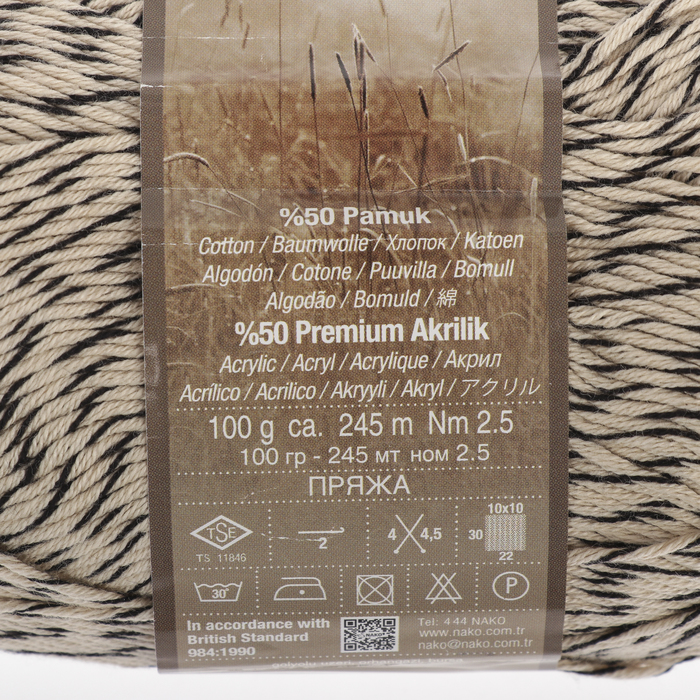 %50 Pamuk
Cotton / Baumwolle / Хлопок / Katoen
Algodón / Cotone / Puuvilla / Bomull
Algodão / Bomuld / 綿
%50 Premium Akrilik
Acrylic / Acryl / Acrylique / Акрил
Acrílico / Acrilico / Akryyli / Akryl / アクリル
100 g ca. 245 m Nm 2.5
100 гр - 245 мт ном 2.5
ПРЯЖА
TSE
TS 11846
2
4 4,5
10x10
30
22
30°
P
In accordance with
British Standard
984:1990
NAKO
Tel: 444 NAKO
www.nako.com.tr
nako@nako.com.tr